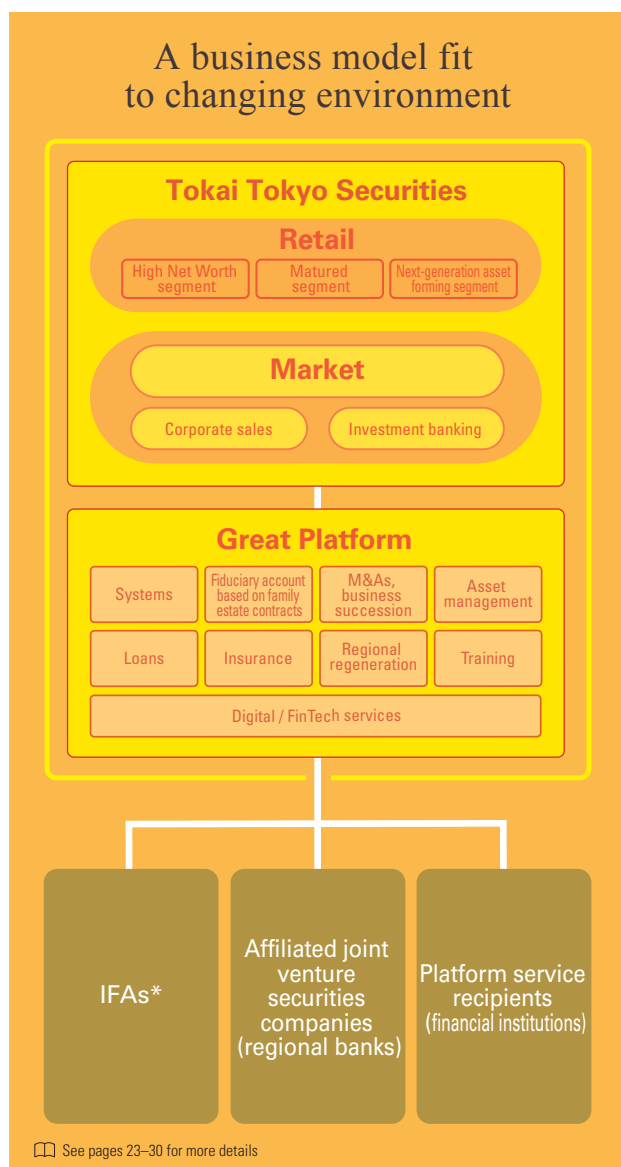 A business model fit
to changing environment
Tokai Tokyo Securities
Retail
High Net Worth
segment
Matured
segment
Next-generation asset
forming segment
Market
Corporate sales
Investment banking
Great Platform
Systems
Fiduciary account
based on family
estate contracts
M&As,
business
succession
Asset
management
Loans
Insurance
Regional
regeneration
Training
Digital / FinTech services
IFAs*
Affiliated joint
venture
securities
companies
(regional banks)
Platform service
recipients
(financial institutions)
See pages 23–30 for more details